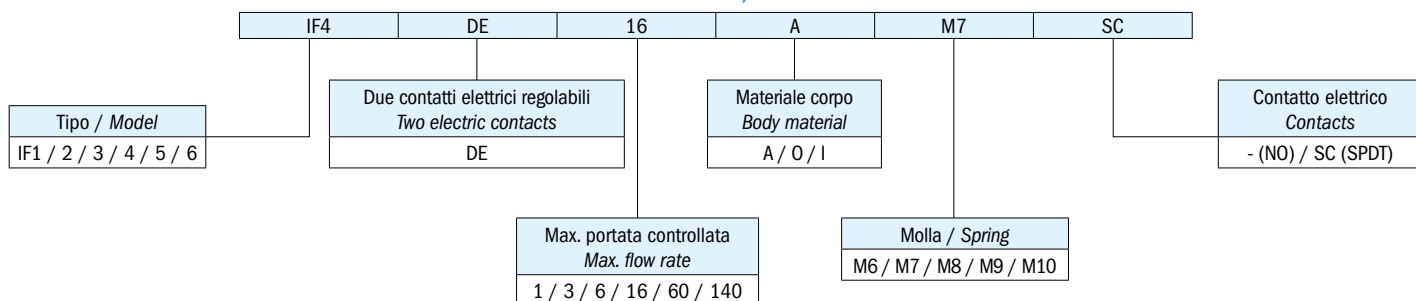 IF4 DE 16 A M7 SC
Due contatti elettrici regolabili
Two electric contacts
DE
Materiale corpo
Body material
A / O / I
Contatto elettrico
Contacts
- (NO) / SC (SPDT)
Tipo / Model
IF1 / 2 / 3 / 4 / 5 / 6
Max. portata controllata
Max. flow rate
1 / 3 / 6 / 16 / 60 / 140
Molla / Spring
M6 / M7 / M8 / M9 / M10